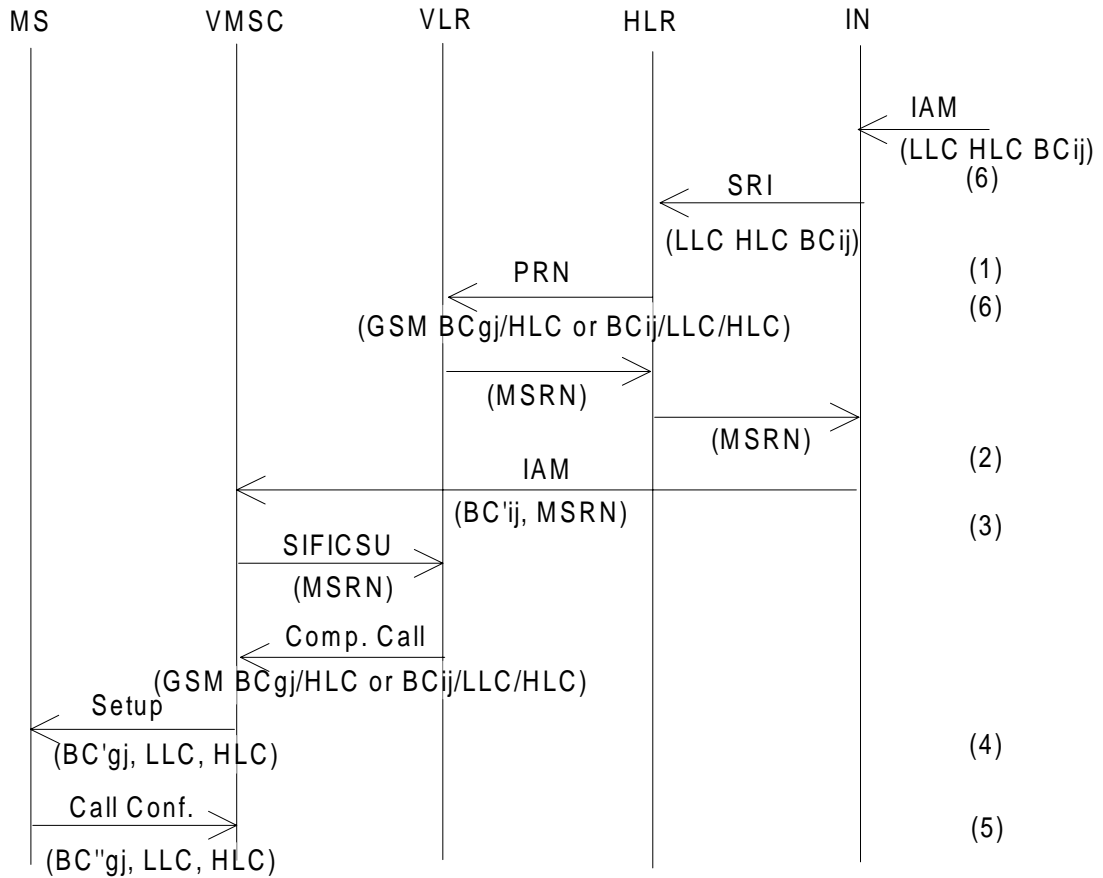 MS VMSC VLR HLR IN
IAM
(LLC HLC BCij)
(6)
SRI
(LLC HLC BCij)
(1)
PRN
(6)
(GSM BCgj/HLC or BCij/LLC/HLC)
(MSRN)
(MSRN)
(2)
IAM
(BC'ij, MSRN)
(3)
SIFICSU
(MSRN)
Comp. Call
(GSM BCgj/HLC or BCij/LLC/HLC)
Setup
(BC'gj, LLC, HLC)
(4)
Call Conf.
(5)
(BC"gj, LLC, HLC)